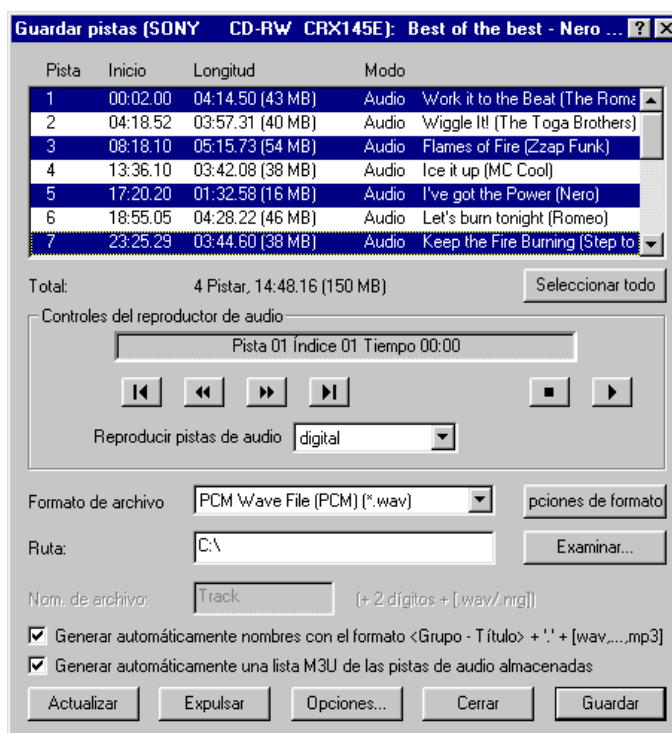 Guardar pistas (SONY CD-RW CRX145E): Best of the best - Nero ...
Pista Inicio Longitud Modo
1 00:02.00 04:14.50 (43 MB) Audio Work it to the Beat (The Roma
2 04:18.52 03:57.31 (40 MB) Audio Wiggle It! (The Toga Brothers)
3 08:18.10 05:15.73 (54 MB) Audio Flames of Fire (Zzap Funk)
4 13:36.10 03:42.08 (38 MB) Audio Ice it up (MC Cool)
5 17:20.20 01:32.58 (16 MB) Audio I've got the Power (Nero)
6 18:55.05 04:28.22 (46 MB) Audio Let's burn tonight (Romeo)
7 23:25.29 03:44.60 (38 MB) Audio Keep the Fire Burning (Step to
Total: 4 Pistar, 14:48.16 (150 MB) Seleccionar todo
Controles del reproductor de audio
Pista 01 Índice 01 Tiempo 00:00
Reproducir pistas de audio digital
Formato de archivo PCM Wave File (PCM) (*.wav) pciones de formato
Ruta: C:\ Examinar...
Nom. de archivo: Track (+ 2 dígitos + [.wav/.nrg])
Generar automáticamente nombres con el formato <Grupo - Título> + '.' + [wav,...,mp3]
Generar automáticamente una lista M3U de las pistas de audio almacenadas
Actualizar Expulsar Opciones... Cerrar Guardar